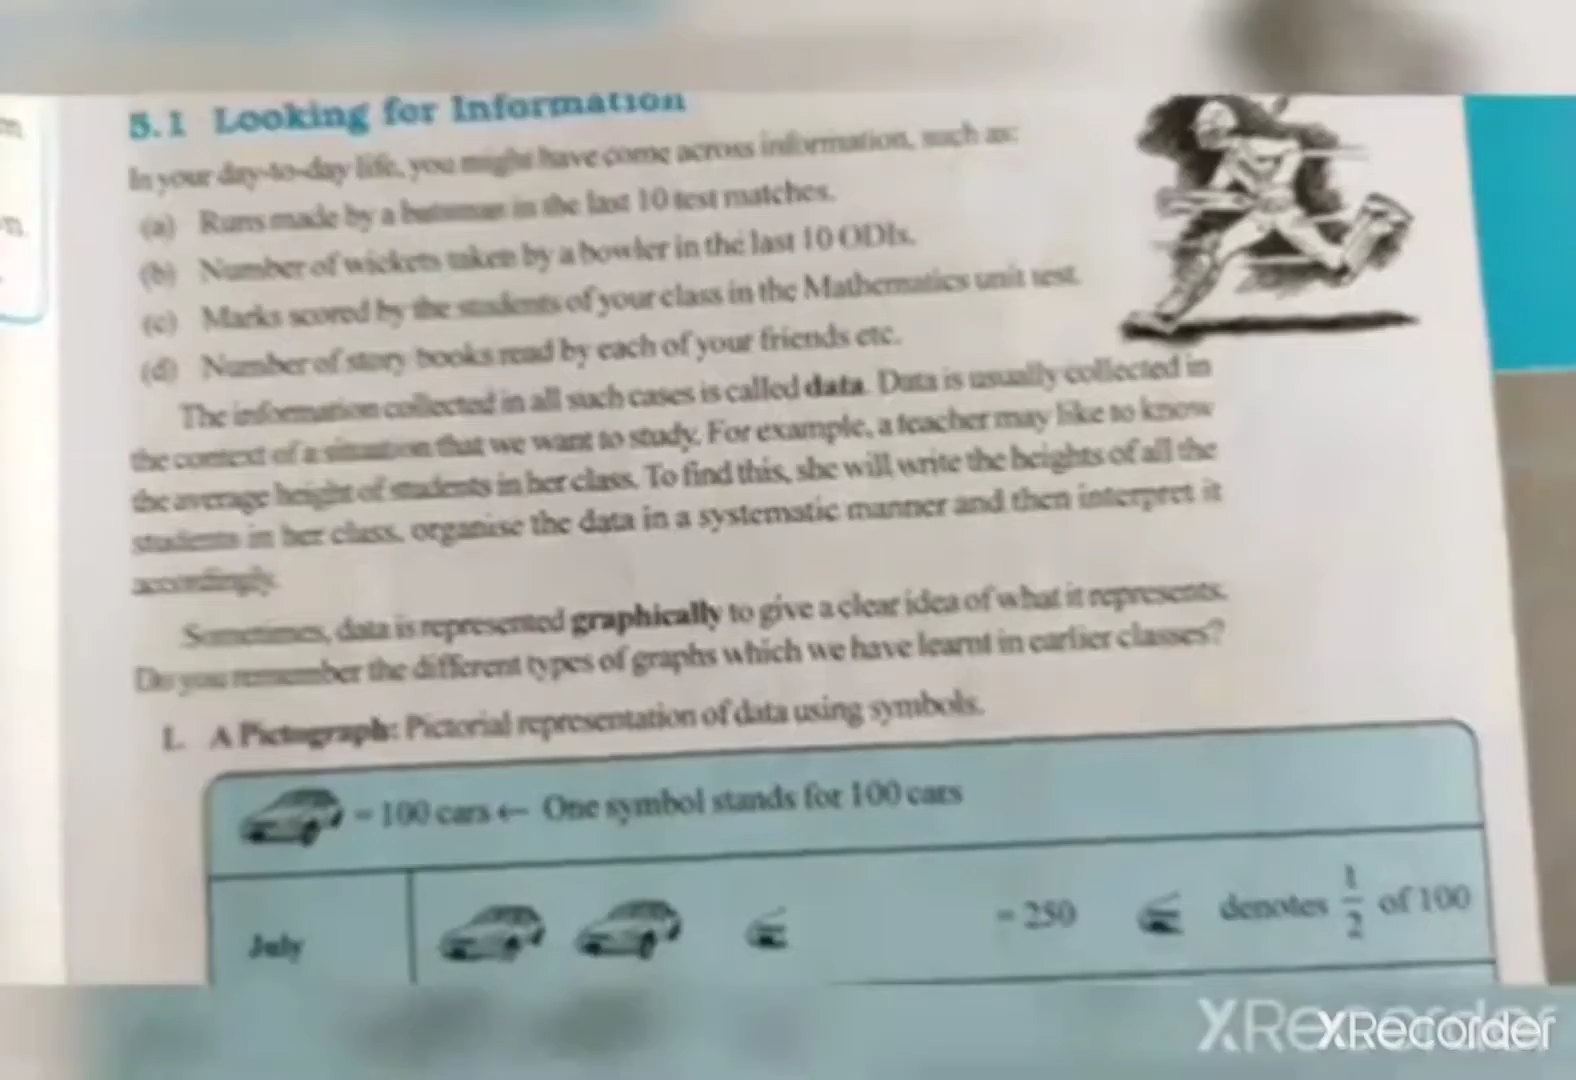 m
n.
5.1 Looking for Information
In your day-to-day life, you might have come across information, such as:
(a) Runs made by a batsman in the last 10 test matches.
(b) Number of wickets taken by a bowler in the last 10 ODIs.
(c) Marks scored by the students of your class in the Mathematics unit test.
(d) Number of story books read by each of your friends etc.
The information collected in all such cases is called data. Data is usually collected in
the context of a situation that we want to study. For example, a teacher may like to know
the average height of students in her class. To find this, she will write the heights of all the
students in her class, organise the data in a systematic manner and then interpret it
accordingly.
Sometimes, data is represented graphically to give a clear idea of what it represents.
Do you remember the different types of graphs which we have learnt in earlier classes?
1. A Pictograph: Pictorial representation of data using symbols.
= 100 cars ← One symbol stands for 100 cars
July = 250 denotes 1/2 of 100
XRecorder